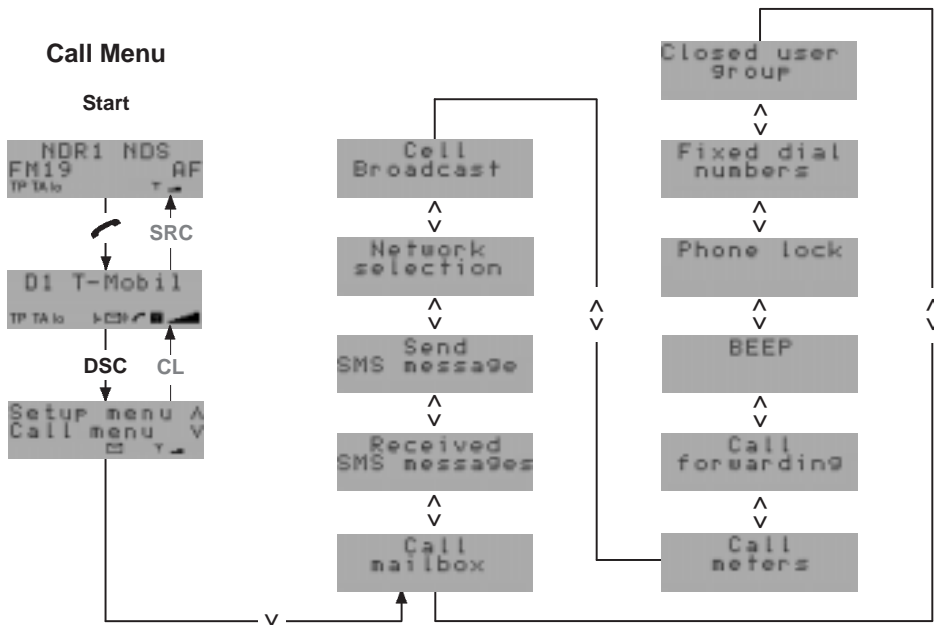 Call Menu
Start
NDR1 NDS
FM19 AF
TP TA lo
SRC
D1 T-Mobil
TP TA lo
DSC CL
Setup menu ^
Call menu v
v
Cell
Broadcast
^
v
Network
selection
^
v
Send
SMS message
^
v
Received
SMS messages
^
v
Call
mailbox
^
v
Closed user
group
^
v
Fixed dial
numbers
^
v
Phone lock
^
v
BEEP
^
v
Call
forwarding
^
v
Call
meters
^
v